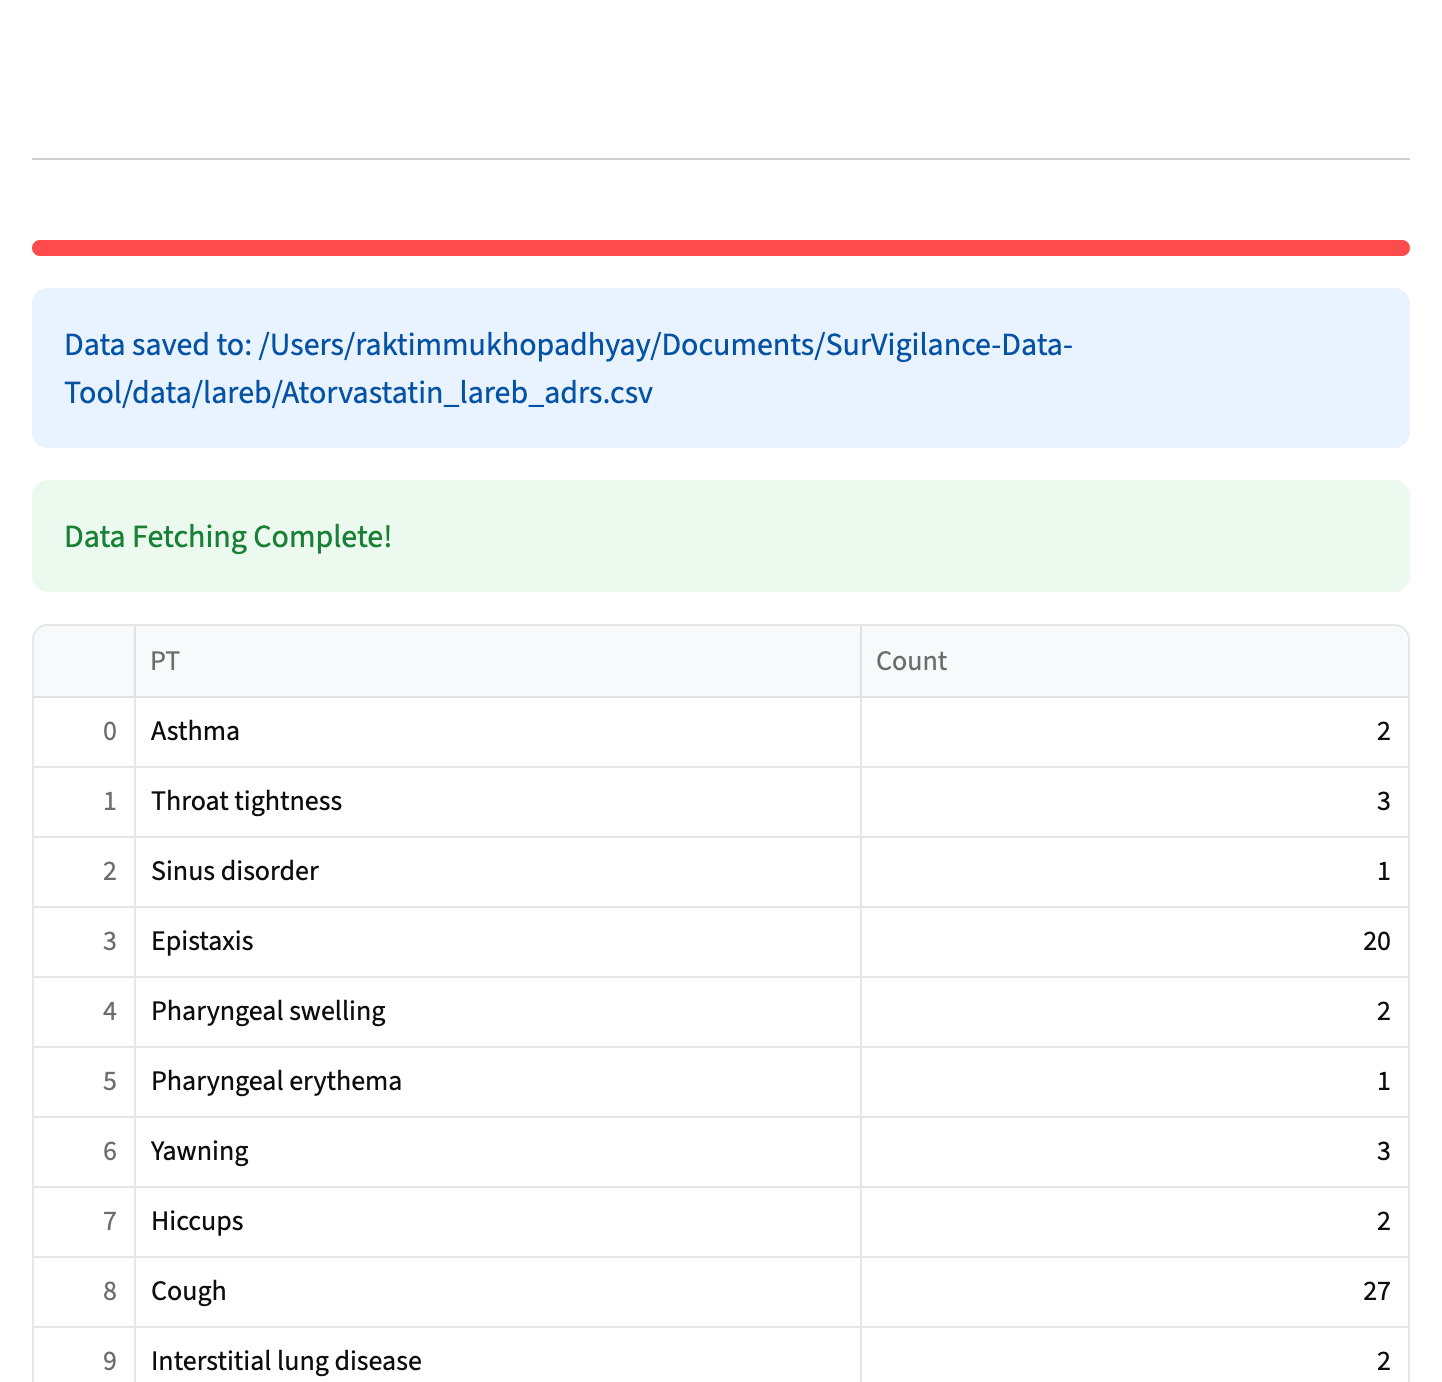 Data saved to: /Users/raktimmukhopadhyay/Documents/SurVigilance-Data-
Tool/data/lareb/Atorvastatin_lareb_adrs.csv
Data Fetching Complete!
PT Count
0 Asthma 2
1 Throat tightness 3
2 Sinus disorder 1
3 Epistaxis 20
4 Pharyngeal swelling 2
5 Pharyngeal erythema 1
6 Yawning 3
7 Hiccups 2
8 Cough 27
9 Interstitial lung disease 2